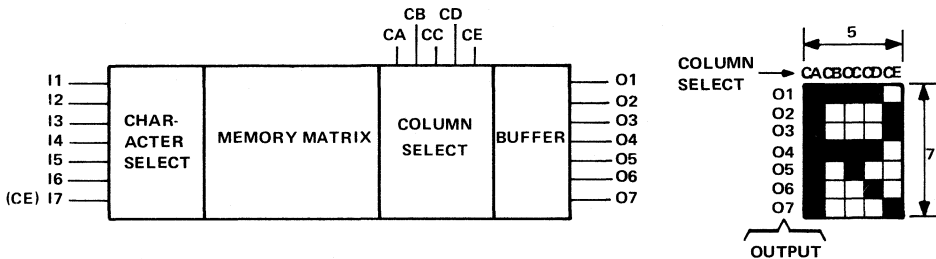 CB CD
CA CC CE
I1
I2
I3
I4
I5
I6
(CE) I7
CHAR-
ACTER
SELECT
MEMORY MATRIX
COLUMN
SELECT
BUFFER
O1
O2
O3
O4
O5
O6
O7
5
COLUMN
SELECT
CA CB CC CD CE
O1
O2
O3
O4
O5
O6
O7
7
OUTPUT